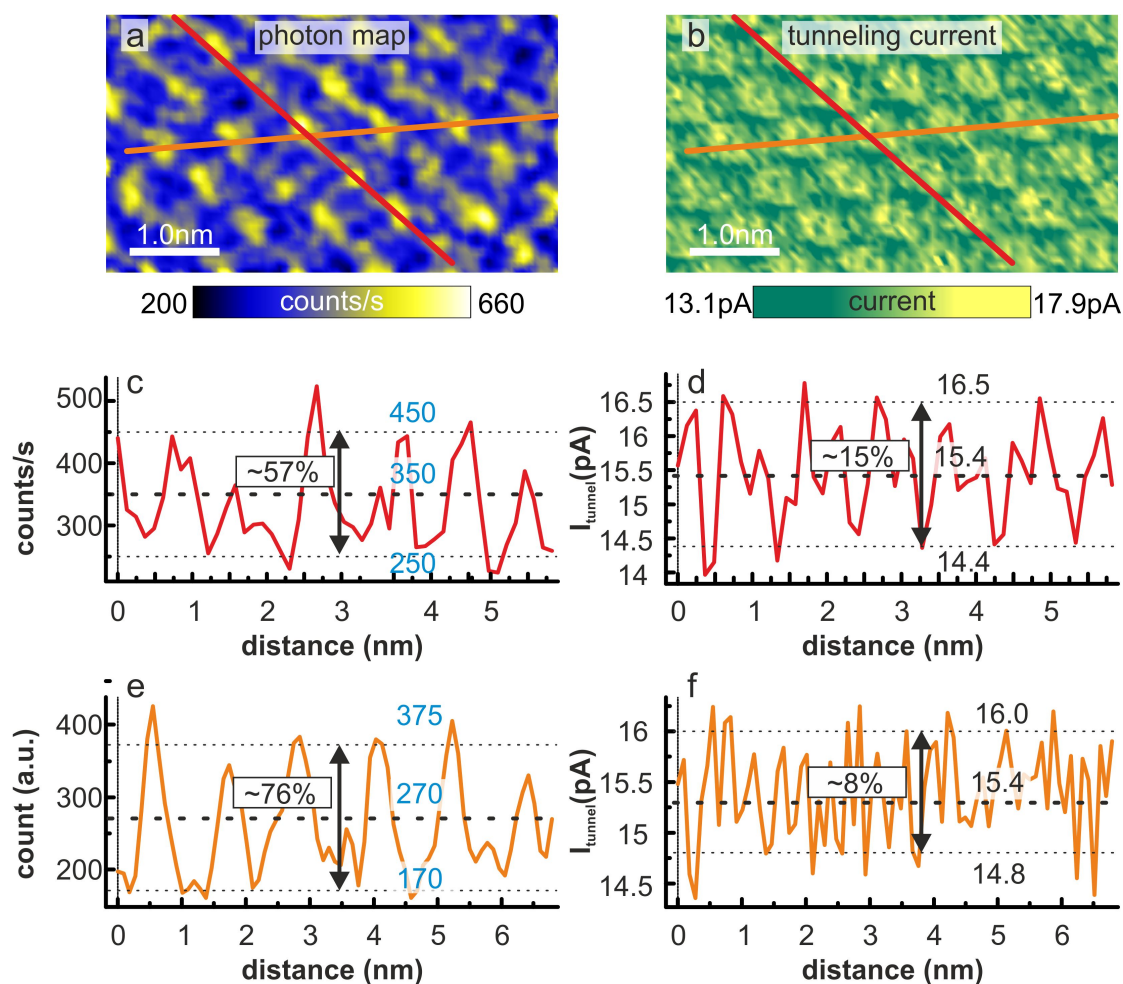 a photon map
1.0nm
200 counts/s 660
b tunneling current
1.0nm
13.1pA current 17.9pA
c
counts/s
500
400
300
450
350
250
~57%
0 1 2 3 4 5
distance (nm)
d
I_tunnel(pA)
16.5
16
15.5
15
14.5
14
16.5
15.4
14.4
~15%
0 1 2 3 4 5
distance (nm)
e
count (a.u.)
400
300
200
375
270
170
~76%
0 1 2 3 4 5 6
distance (nm)
f
I_tunnel(pA)
16
15.5
15
14.5
16.0
15.4
14.8
~8%
0 1 2 3 4 5 6
distance (nm)